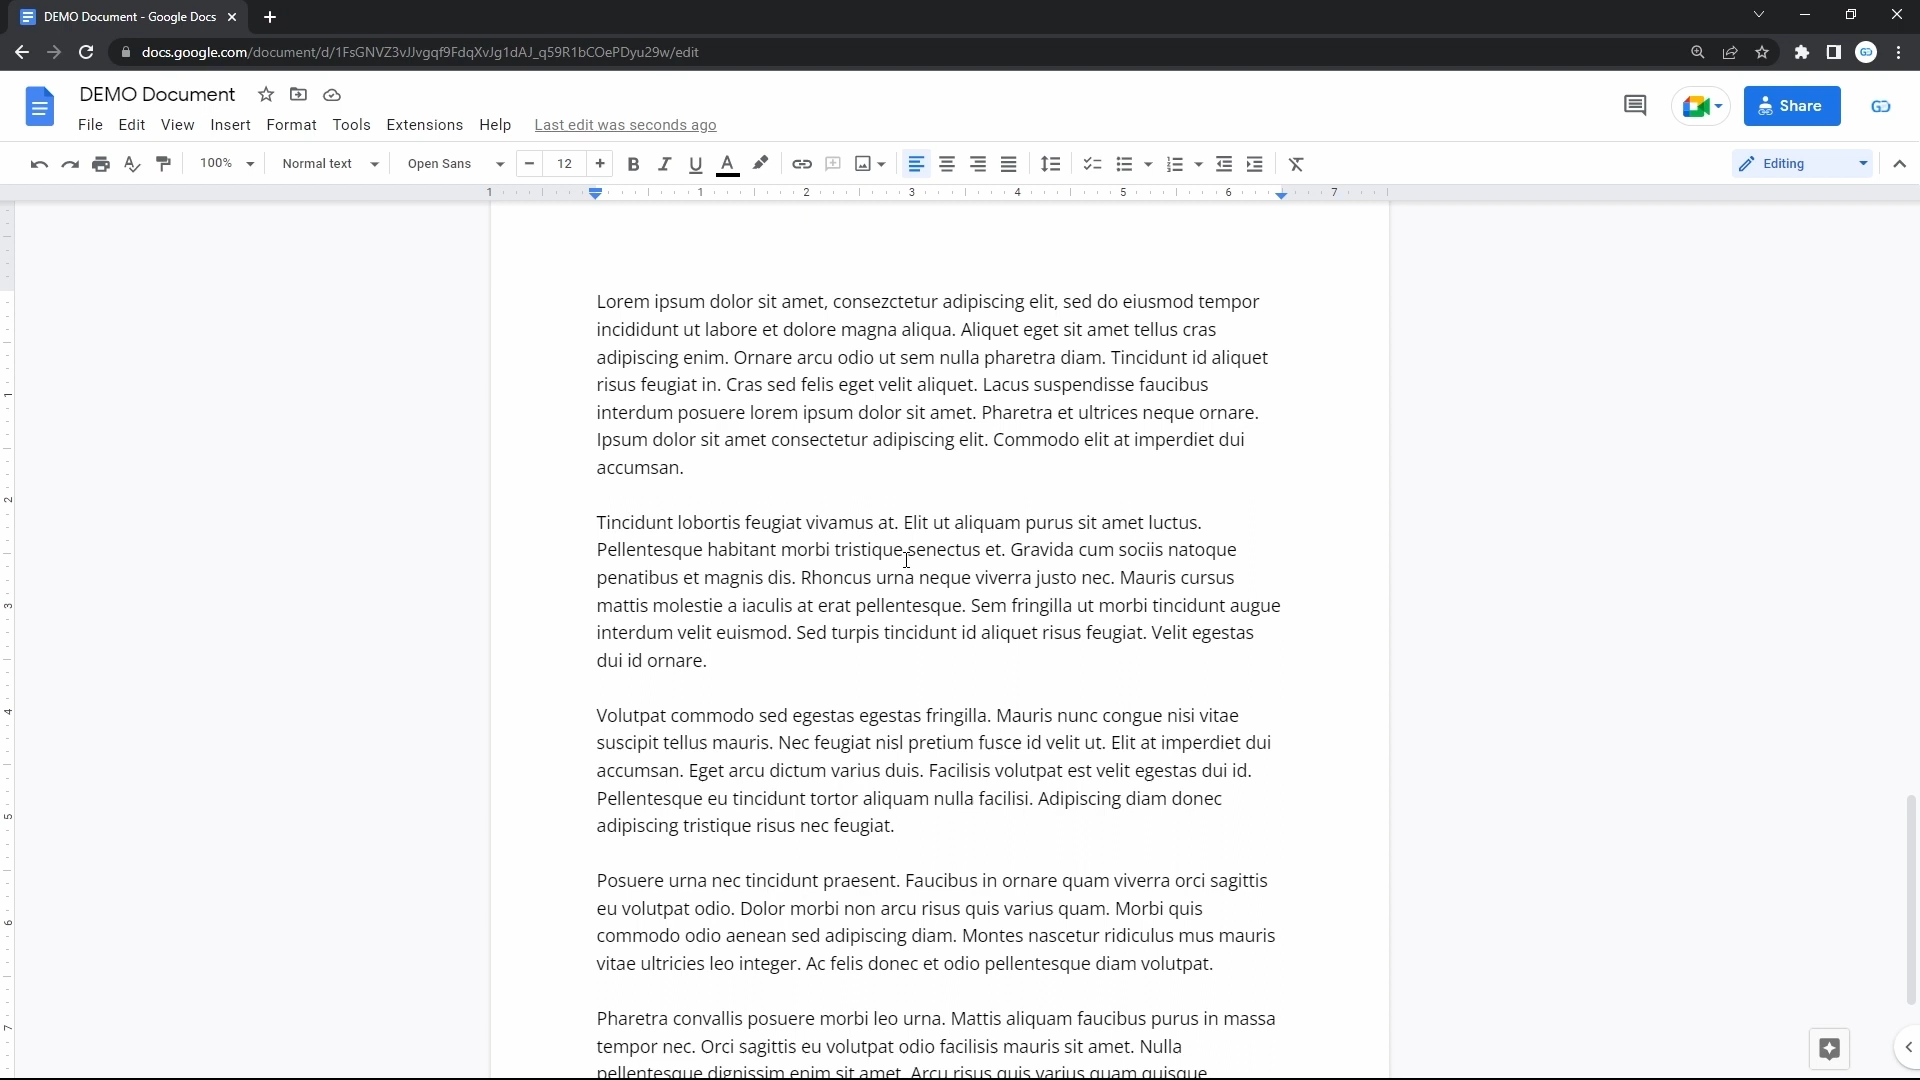 DEMO Document - Google Docs
docs.google.com/document/d/1FsGNVZ3vJJvgqf9FdqXvJg1dAJ_q59R1bCOePDyu29w/edit
DEMO Document
Share
File Edit View Insert Format Tools Extensions Help Last edit was seconds ago
100% Normal text Open Sans − 12 + B I U A Editing
1 1 2 3 4 5 6 7
Lorem ipsum dolor sit amet, consezctetur adipiscing elit, sed do eiusmod tempor
incididunt ut labore et dolore magna aliqua. Aliquet eget sit amet tellus cras
adipiscing enim. Ornare arcu odio ut sem nulla pharetra diam. Tincidunt id aliquet
risus feugiat in. Cras sed felis eget velit aliquet. Lacus suspendisse faucibus
interdum posuere lorem ipsum dolor sit amet. Pharetra et ultrices neque ornare.
Ipsum dolor sit amet consectetur adipiscing elit. Commodo elit at imperdiet dui
accumsan.
Tincidunt lobortis feugiat vivamus at. Elit ut aliquam purus sit amet luctus.
Pellentesque habitant morbi tristique senectus et. Gravida cum sociis natoque
penatibus et magnis dis. Rhoncus urna neque viverra justo nec. Mauris cursus
mattis molestie a iaculis at erat pellentesque. Sem fringilla ut morbi tincidunt augue
interdum velit euismod. Sed turpis tincidunt id aliquet risus feugiat. Velit egestas
dui id ornare.
Volutpat commodo sed egestas egestas fringilla. Mauris nunc congue nisi vitae
suscipit tellus mauris. Nec feugiat nisl pretium fusce id velit ut. Elit at imperdiet dui
accumsan. Eget arcu dictum varius duis. Facilisis volutpat est velit egestas dui id.
Pellentesque eu tincidunt tortor aliquam nulla facilisi. Adipiscing diam donec
adipiscing tristique risus nec feugiat.
Posuere urna nec tincidunt praesent. Faucibus in ornare quam viverra orci sagittis
eu volutpat odio. Dolor morbi non arcu risus quis varius quam. Morbi quis
commodo odio aenean sed adipiscing diam. Montes nascetur ridiculus mus mauris
vitae ultricies leo integer. Ac felis donec et odio pellentesque diam volutpat.
Pharetra convallis posuere morbi leo urna. Mattis aliquam faucibus purus in massa
tempor nec. Orci sagittis eu volutpat odio facilisis mauris sit amet. Nulla
pellentesque dignissim enim sit amet. Arcu risus quis varius quam quisque
1
2
3
4
5
6
7